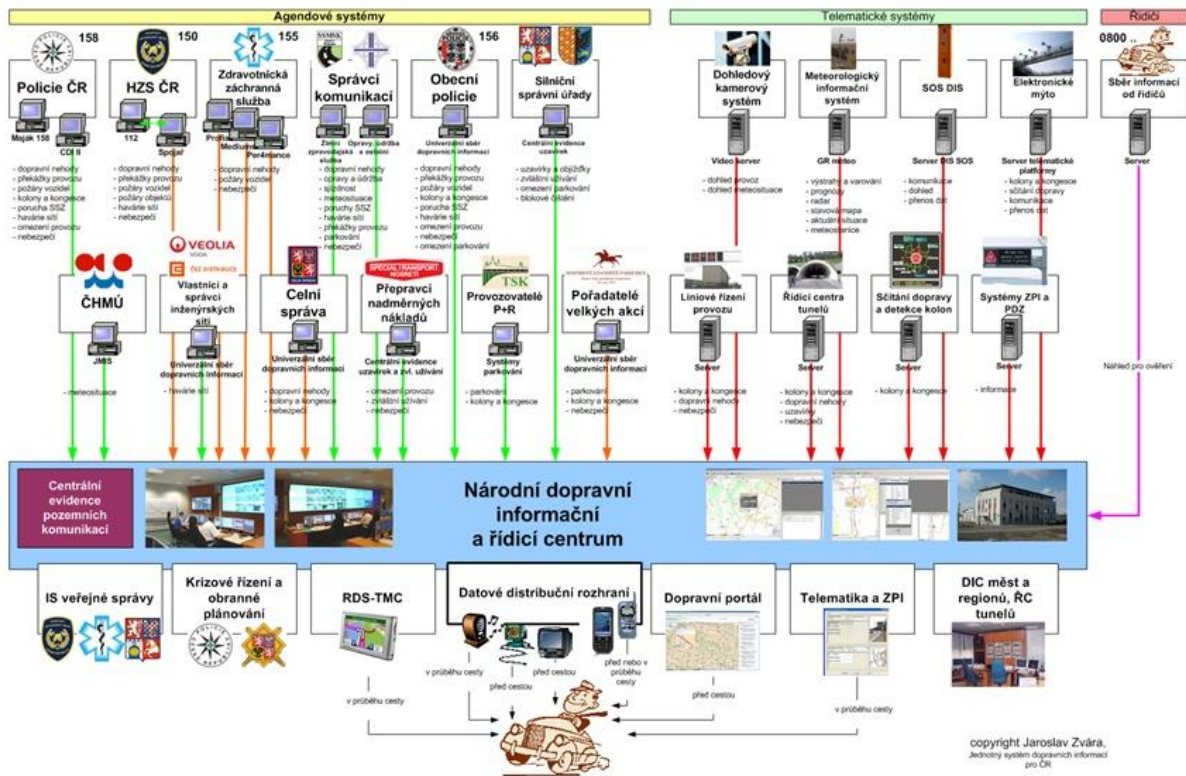 Agendové systémy
Telematické systémy
Řidiči
158
150
155
156
0800 ..
Policie ČR
HZS ČR
Zdravotnická
záchranná
služba
Správci
komunikací
Obecní
policie
Silniční
správní úřady
Dohledový
kamerový
systém
Meteorologický
informační
systém
SOS DIS
Elektronické
mýto
Sběr informací
od řidičů
Maják 158
CDI II
112
Spojař
Medium
Per4mance
Zimní
zpravodajská
služba
Opravy, údržba
a ostatní
Univerzální sběr
dopravních informací
Centrální evidence
uzavírek
Video server
GR meteo
Server DIS SOS
Server telematické
platformy
Server
- dopravní nehody
- překážky provozu
- požáry vozidel
- kolony a kongesce
- porucha SSZ
- havárie sítí
- omezení provozu
- nebezpečí
- dopravní nehody
- překážky provozu
- požáry vozidel
- požáry objektů
- havárie sítí
- nebezpečí
- dopravní nehody
- požáry vozidel
- nebezpečí
- dopravní nehody
- opravy a údržba
- sjízdnost
- meteosituace
- poruchy SSZ
- havárie sítí
- překážky provozu
- parkování
- nebezpečí
- dopravní nehody
- překážky provozu
- požáry vozidel
- kolony a kongesce
- porucha SSZ
- havárie sítí
- omezení provozu
- nebezpečí
- omezení parkování
- uzavírky a objížďky
- zvláštní užívání
- omezení parkování
- blokové čištění
- dohled provoz
- dohled meteosituace
- výstrahy a varování
- prognózy
- radar
- stavová mapa
- aktuální situace
- meteostanice
- komunikace
- dohled
- přenos dat
- kolony a kongesce
- sčítání dopravy
- komunikace
- přenos dat
VEOLIA
VODA
ČEZ DISTRIBUCE
SPECIAL TRANSPORT
NOSRETI
TSK
ČHMÚ
Vlastníci a
správci
inženýrských
sítí
Celní
správa
Přepravci
nadměrných
nákladů
Provozovatelé
P+R
Pořadatelé
velkých akcí
Liniové řízení
provozu
Řídící centra
tunelů
Sčítání dopravy
a detekce kolon
Systémy ZPI a
PDZ
JMIS
Univerzální sběr
dopravních informací
Univerzální sběr
dopravních informací
Centrální evidence
uzavírek a zvl. užívání
Systémy
parkování
Univerzální sběr
dopravních informací
Server
Server
Server
Server
Náhled pro ověření
- meteosituace
- havárie sítí
- dopravní nehody
- kolony a kongesce
- nebezpečí
- omezení provozu
- zvláštní užívání
- nebezpečí
- parkování
- kolony a kongesce
- parkování
- kolony a kongesce
- nebezpečí
- kolony a kongesce
- dopravní nehody
- nebezpečí
- kolony a kongesce
- dopravní nehody
- uzavírky
- nebezpečí
- kolony a kongesce
- informace
Centrální
evidence
pozemních
komunikací
Národní dopravní
informační
a řídicí centrum
IS veřejné správy
Krizové řízení a
obranné
plánování
RDS-TMC
Datové distribuční rozhraní
Dopravní portál
Telematika a ZPI
DIC měst a
regionů, ŘC
tunelů
v průběhu cesty
v průběhu cesty
před cestou
před cestou
před nebo v
průběhu
cesty
před cestou
v průběhu cesty
copyright Jaroslav Zvára,
Jednotný systém dopravních informací
pro ČR